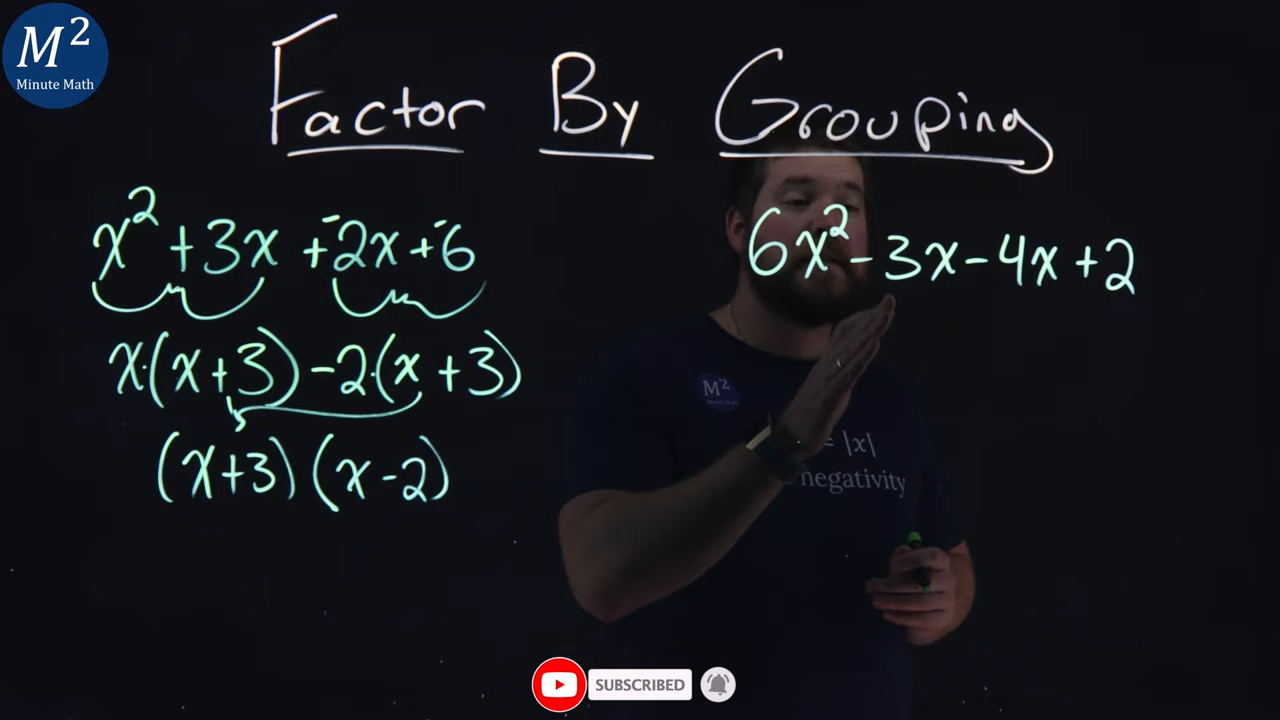 M²
Minute Math
Factor By Grouping
x² + 3x + -2x + -6
x·(x+3) -2·(x+3)
(x+3)(x-2)
6x² - 3x - 4x + 2
M²
= |x|
negativity
SUBSCRIBED